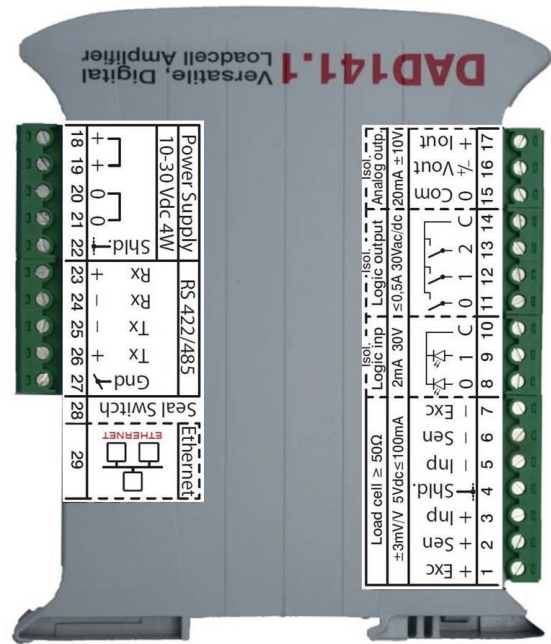 DAD141.1
Versatile, Digital
Loadcell Amplifier
Power Supply
10-30 Vdc 4W
18 +
19 +
20 0
21 0
22 Shld
RS 422/485
23 + Rx
24 - Rx
25 - Tx
26 + Tx
27 Gnd
28 Seal Switch
29 ETHERNET
Ethernet
Isol.
Analog outp.
20mA ±10V
Iout + 17
Vout +/- 16
Com 0 15
Isol.
Logic output
≤0,5A 30Vac/dc
C 14
2 13
1 12
0 11
Isol.
Logic inp
2mA 30V
C 10
1 9
0 8
Load cell ≥ 50Ω
±3mV/V 5Vdc≤100mA
Exc - 7
Sen - 6
Inp - 5
Shld. 4
Inp + 3
Sen + 2
Exc + 1